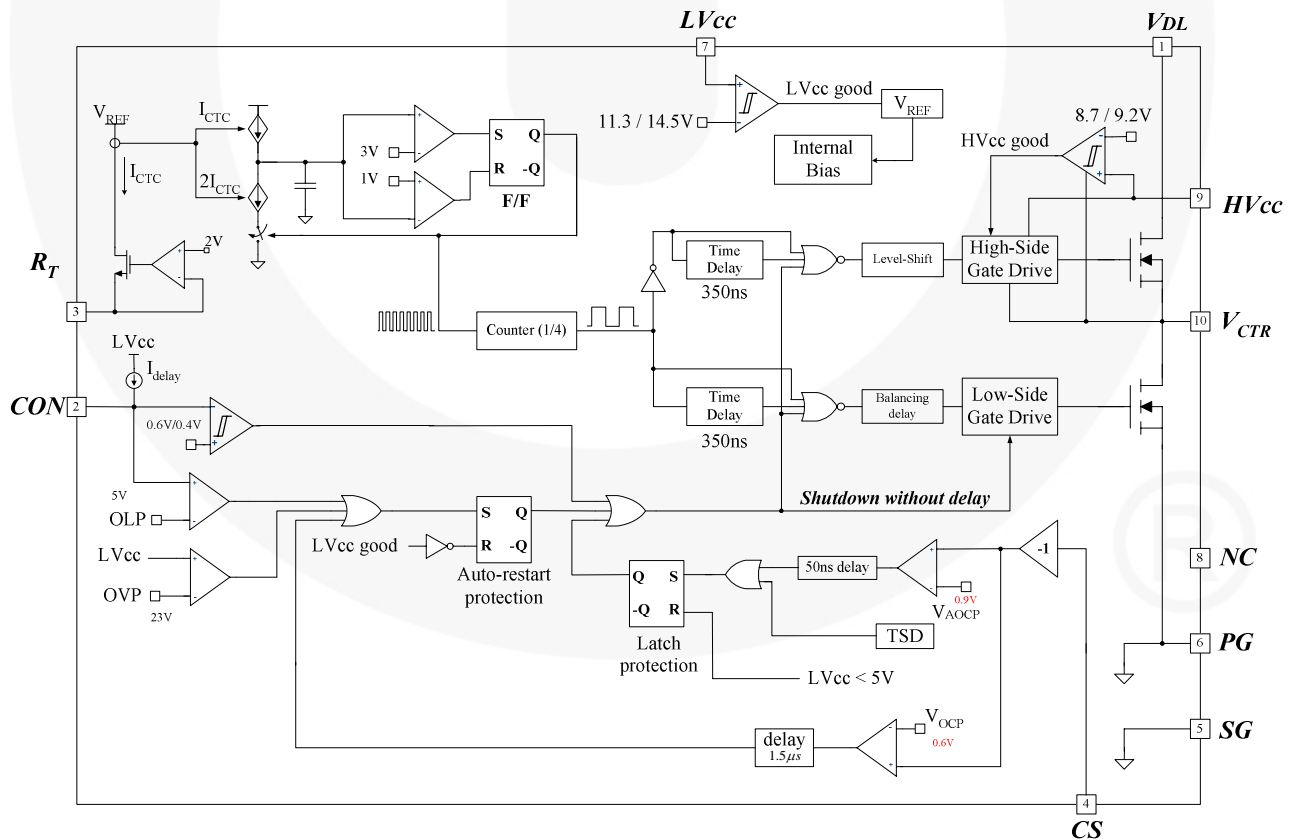 LVcc
VDL
7
1
VREF
ICTC
ICTC
2ICTC
3V
1V
S Q
R -Q
F/F
2V
LVcc good
11.3 / 14.5V
VREF
Internal
Bias
8.7 / 9.2V
HVcc good
9
HVcc
RT
3
Time
Delay
350ns
Level-Shift
High-Side
Gate Drive
Counter (1/4)
10
VCTR
LVcc
Idelay
CON
2
0.6V/0.4V
Time
Delay
350ns
Balancing
delay
Low-Side
Gate Drive
5V
OLP
LVcc
OVP
23V
S Q
R -Q
LVcc good
Auto-restart
protection
Shutdown without delay
Q S
-Q R
Latch
protection
50ns delay
0.9V
VAOCP
-1
TSD
LVcc < 5V
8
NC
6
PG
5
SG
delay
1.5µs
VOCP
0.6V
4
CS
R